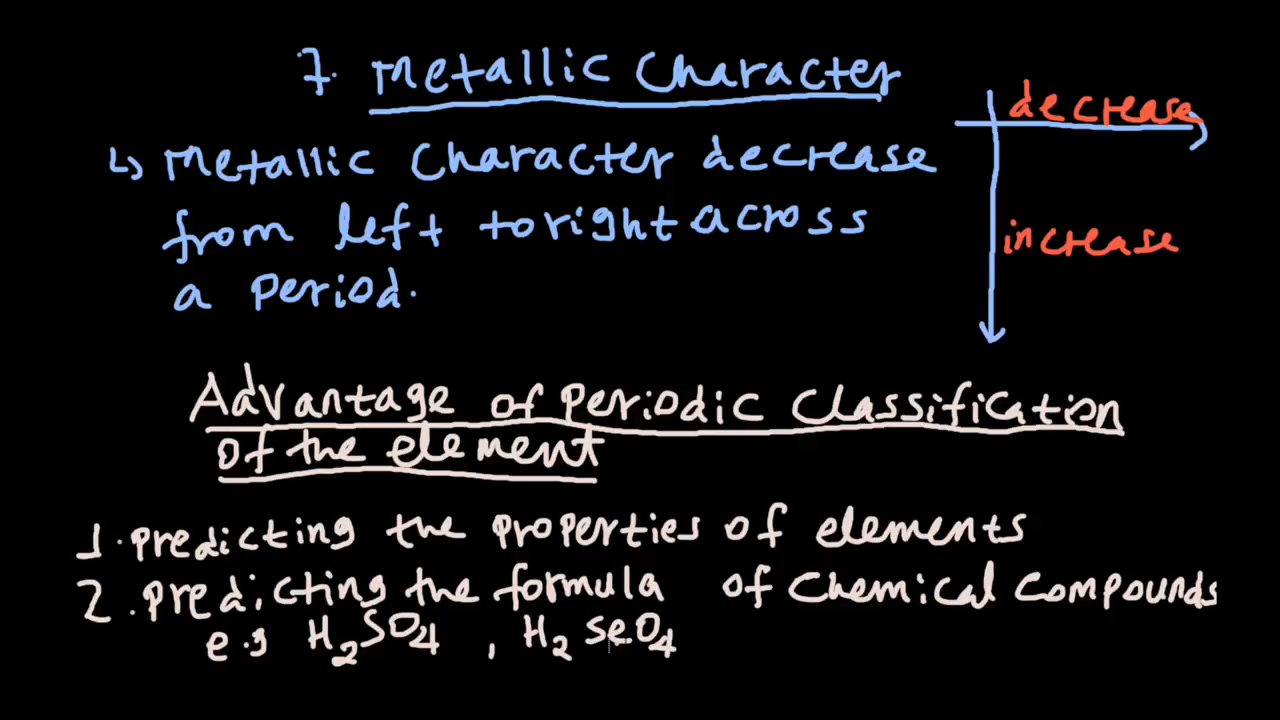 7. Metallic Character
decrease
↳ Metallic Character decrease
from left to right across
increase
a period.
Advantage of Periodic Classification
of the element
1. predicting the properties of elements
2. predicting the formula of Chemical Compounds
e.g H₂SO₄, H₂SeO₄